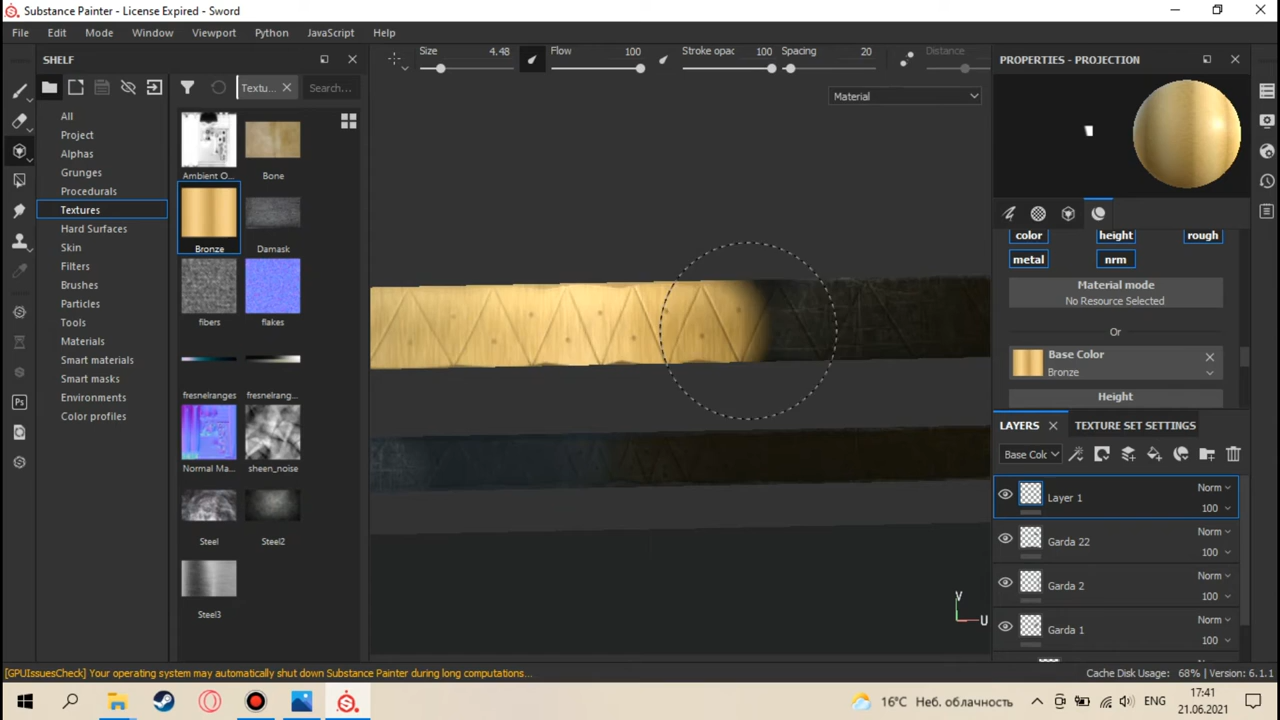 Substance Painter - License Expired - Sword
File Edit Mode Window Viewport Python JavaScript Help
SHELF
Size 4.48 Flow 100 Stroke opac 100 Spacing 20 Distance
PROPERTIES - PROJECTION
Textu...
Search...
Material
All
Project
Alphas
Grunges
Procedurals
Textures
Hard Surfaces
Skin
Filters
Brushes
Particles
Tools
Materials
Smart materials
Smart masks
Environments
Color profiles
Ambient O...
Bone
Bronze
Damask
fibers
flakes
fresnelranges
fresnelrang...
Normal Ma...
sheen_noise
Steel
Steel2
Steel3
color height rough
metal nrm
Material mode
No Resource Selected
Or
Base Color
Bronze
Height
LAYERS
TEXTURE SET SETTINGS
Base Colc
Layer 1
Norm
100
Garda 22
Norm
100
Garda 2
Norm
100
Garda 1
Norm
100
V
U
Ps
[GPUIssuesCheck] Your operating system may automatically shut down Substance Painter during long computations...
Cache Disk Usage: 68% | Version: 6.1.1
16°C Неб. облачность
ENG
17:41
21.06.2021